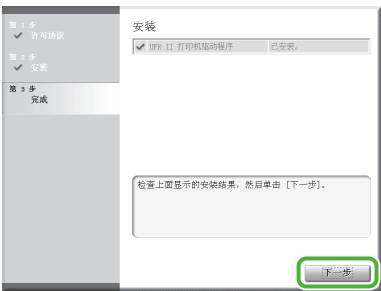 第 1 步
许可协议
第 2 步
安装
第 3 步
完成
安装
UFR II 打印机驱动程序 已安装。
检查上面显示的安装结果，然后单击 [下一步]。
下一步